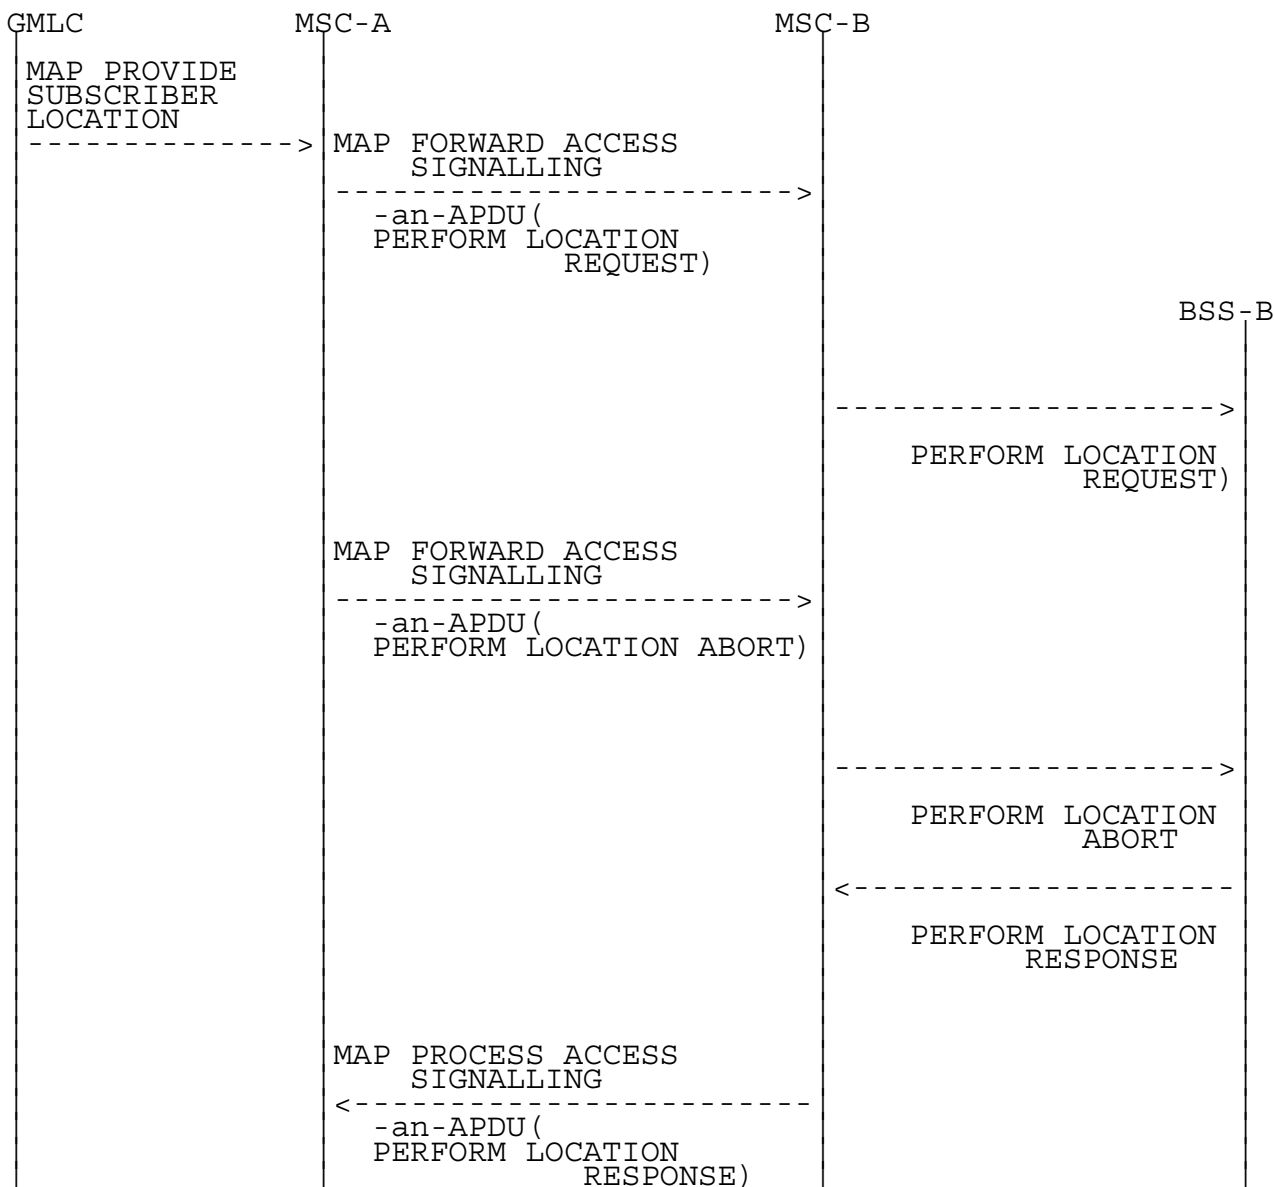 GMLC MSC-A MSC-B
MAP PROVIDE
SUBSCRIBER
LOCATION
-------------->
MAP FORWARD ACCESS
SIGNALLING
------------------------>
-an-APDU(
PERFORM LOCATION
REQUEST)
BSS-B
-------------------->
PERFORM LOCATION
REQUEST)
MAP FORWARD ACCESS
SIGNALLING
------------------------>
-an-APDU(
PERFORM LOCATION ABORT)
-------------------->
PERFORM LOCATION
ABORT
<--------------------
PERFORM LOCATION
RESPONSE
MAP PROCESS ACCESS
SIGNALLING
<------------------------
-an-APDU(
PERFORM LOCATION
RESPONSE)